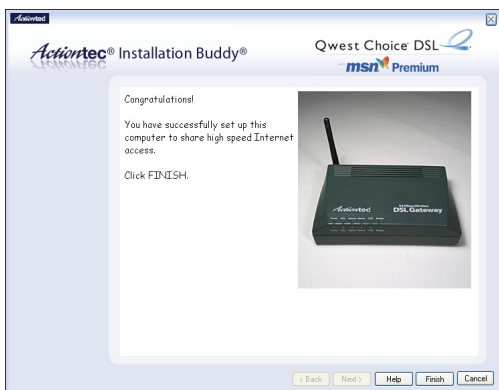 Actiontec
Actiontec® Installation Buddy®
Qwest Choice DSL
msn Premium
Congratulations!
You have successfully set up this
computer to share high speed Internet
access.
Click FINISH.
Actiontec
DSL Gateway
< Back
Next >
Help
Finish
Cancel